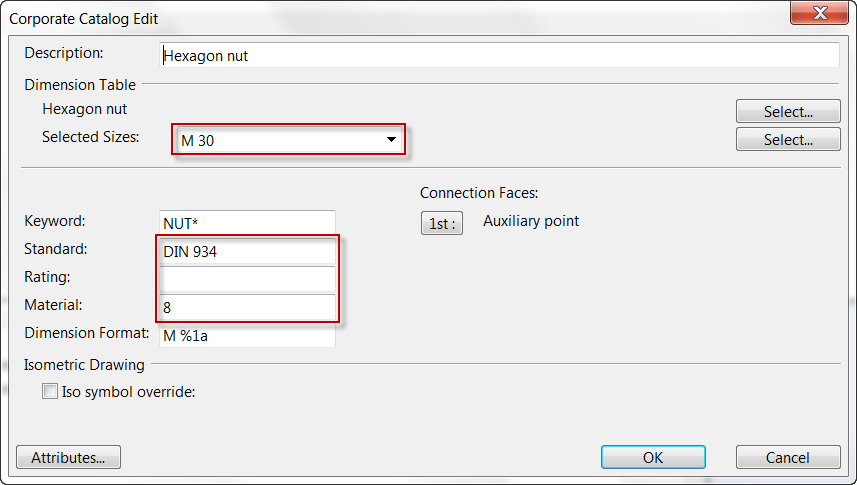 Corporate Catalog Edit
Description: Hexagon nut
Dimension Table
Hexagon nut Select...
Selected Sizes: M 30 Select...
Connection Faces:
Keyword: NUT* 1st : Auxiliary point
Standard: DIN 934
Rating:
Material: 8
Dimension Format: M %1a
Isometric Drawing
Iso symbol override:
Attributes... OK Cancel